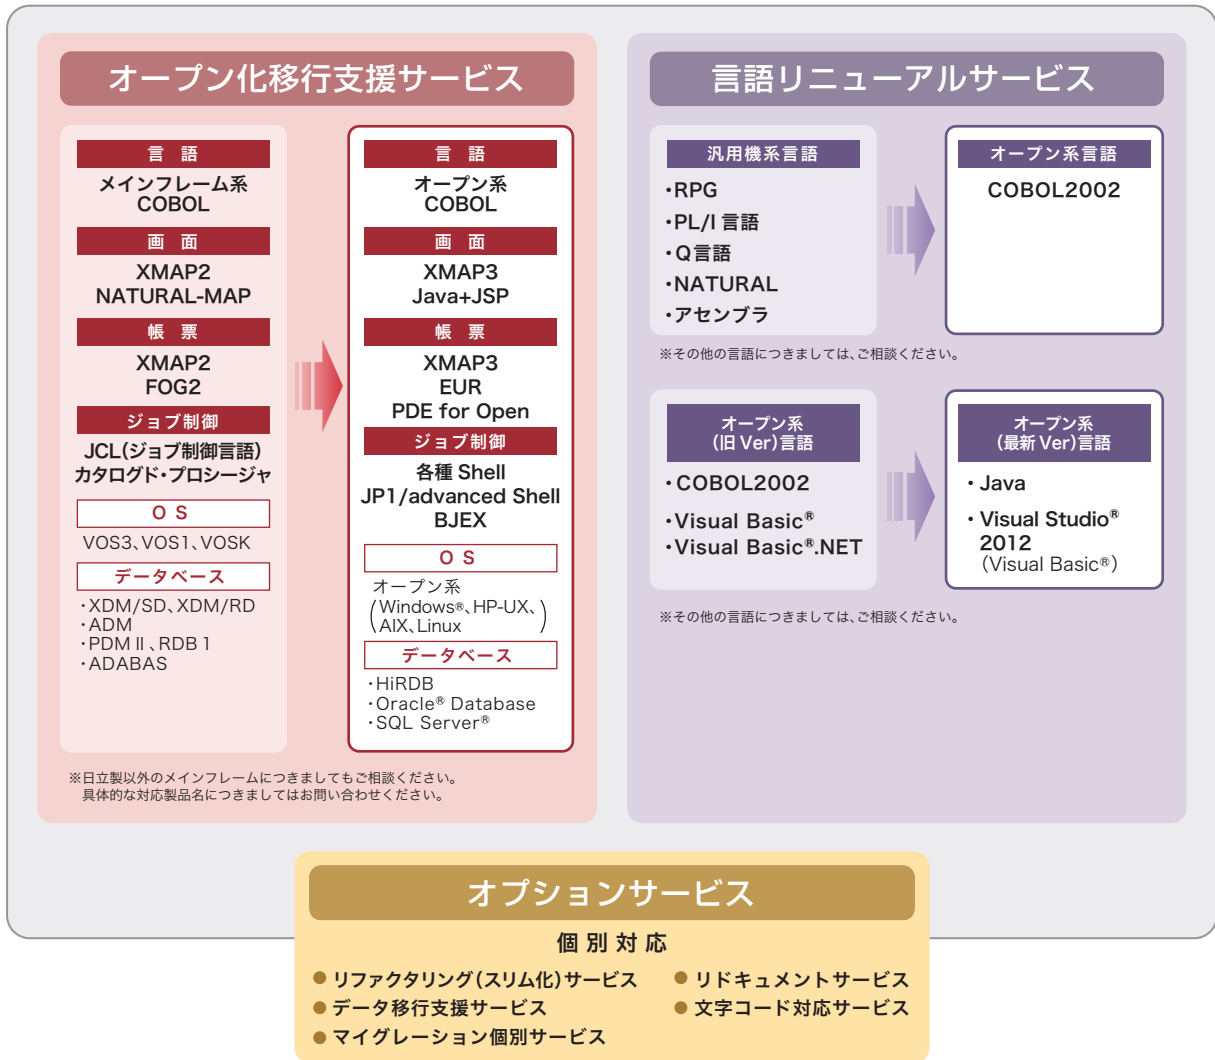 オープン化移行支援サービス
言語
メインフレーム系
COBOL
画面
XMAP2
NATURAL-MAP
帳票
XMAP2
FOG2
ジョブ制御
JCL(ジョブ制御言語)
カタログド・プロシージャ
OS
VOS3、VOS1、VOSK
データベース
・XDM/SD、XDM/RD
・ADM
・PDMⅡ、RDB1
・ADABAS
言語
オープン系
COBOL
画面
XMAP3
Java+JSP
帳票
XMAP3
EUR
PDE for Open
ジョブ制御
各種 Shell
JP1/advanced Shell
BJEX
OS
オープン系
(Windows®、HP-UX、
AIX、Linux)
データベース
・HiRDB
・Oracle® Database
・SQL Server®
※日立製以外のメインフレームにつきましてもご相談ください。
具体的な対応製品名につきましてはお問い合わせください。
言語リニューアルサービス
汎用機系言語
・RPG
・PL/I 言語
・Q言語
・NATURAL
・アセンブラ
オープン系言語
COBOL2002
※その他の言語につきましては、ご相談ください。
オープン系
(旧 Ver)言語
・COBOL2002
・Visual Basic®
・Visual Basic®.NET
オープン系
(最新 Ver)言語
・Java
・Visual Studio®
2012
(Visual Basic®)
※その他の言語につきましては、ご相談ください。
オプションサービス
個別対応
● リファクタリング(スリム化)サービス
● データ移行支援サービス
● マイグレーション個別サービス
● リドキュメントサービス
● 文字コード対応サービス